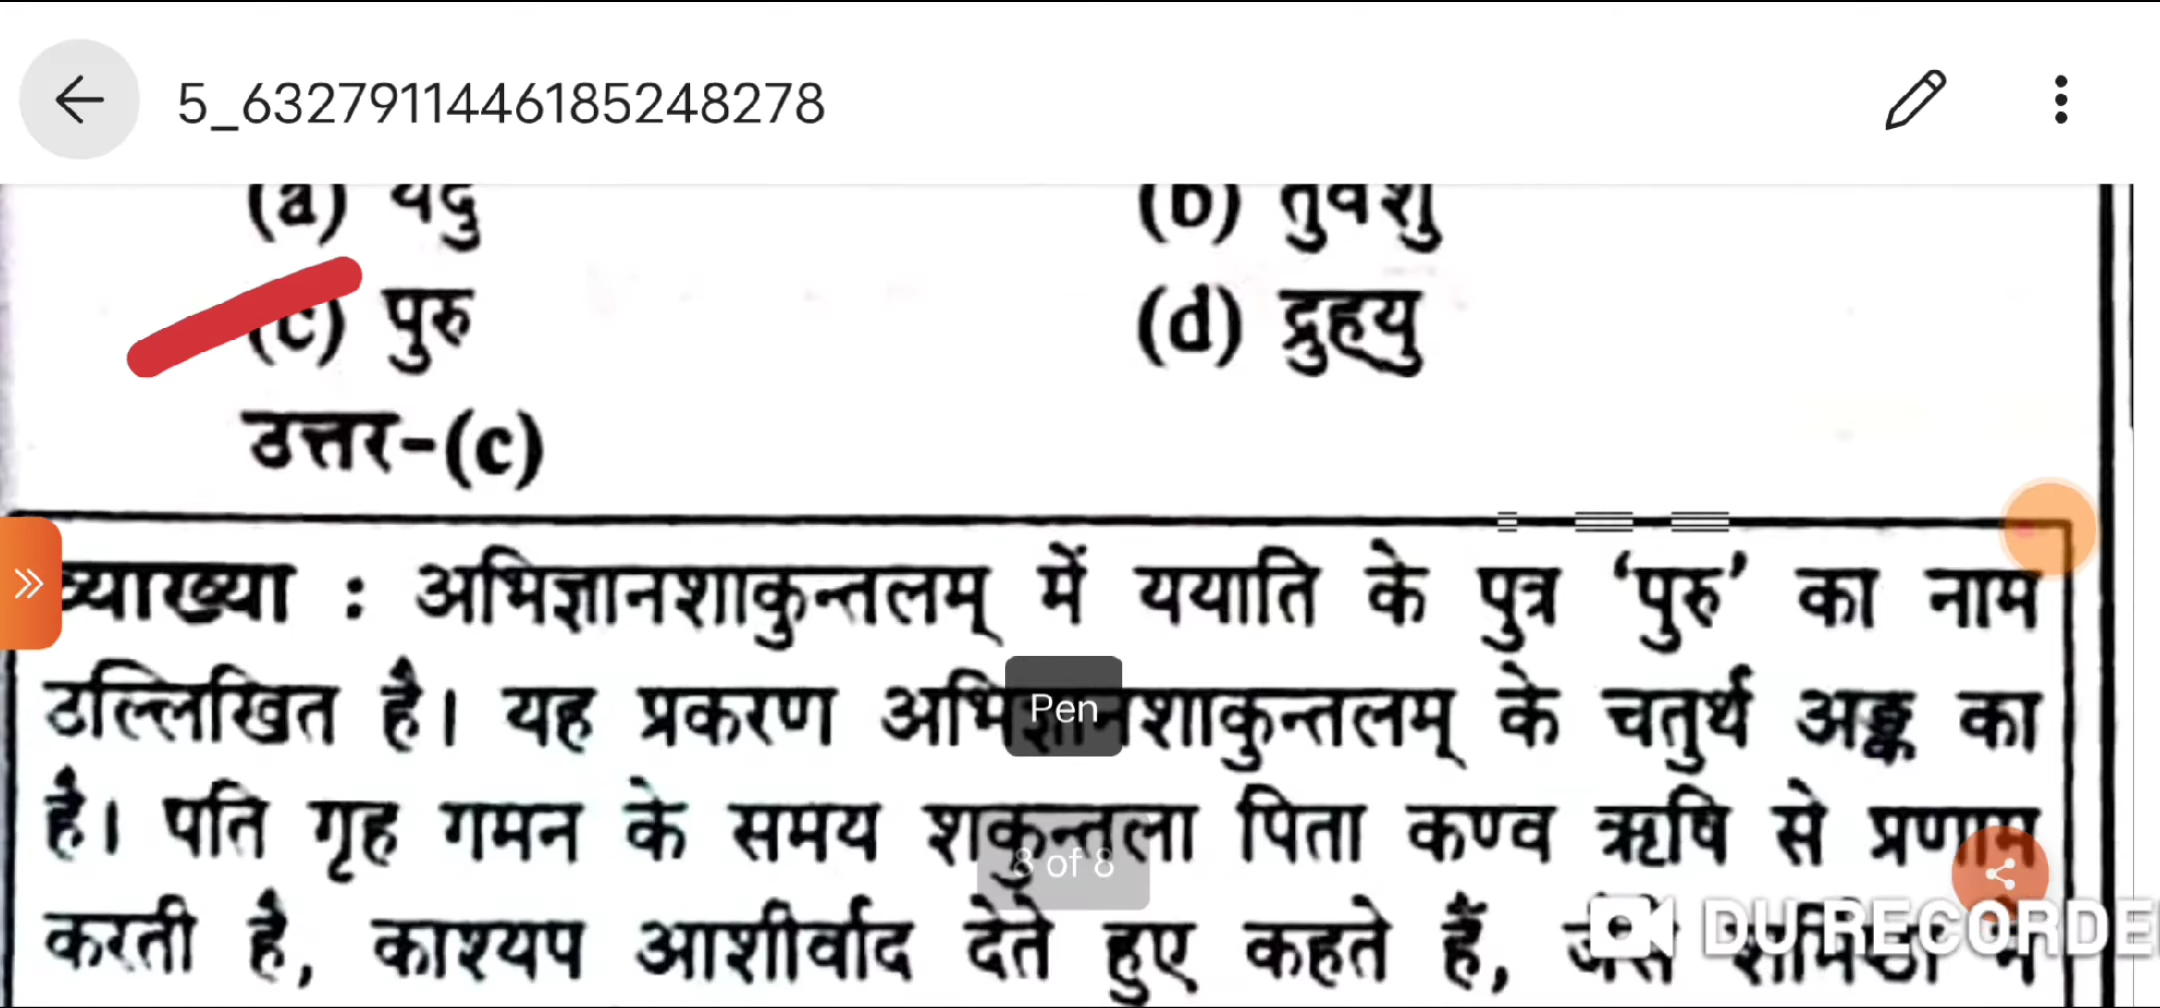 5_6327911446185248278
(a) यदु (b) तुर्वशु
(c) पुरु (d) द्रुह्यु
उत्तर-(c)
व्याख्या : अभिज्ञानशाकुन्तलम् में ययाति के पुत्र ‘पुरु’ का नाम
उल्लिखित है। यह प्रकरण अभिज्ञानशाकुन्तलम् के चतुर्थ अङ्क का
Pen
है। पति गृह गमन के समय शकुन्तला पिता कण्व ऋषि से प्रणाम
8 of 8
करती है, काश्यप आशीर्वाद देते हुए कहते हैं,
DU RECORDE